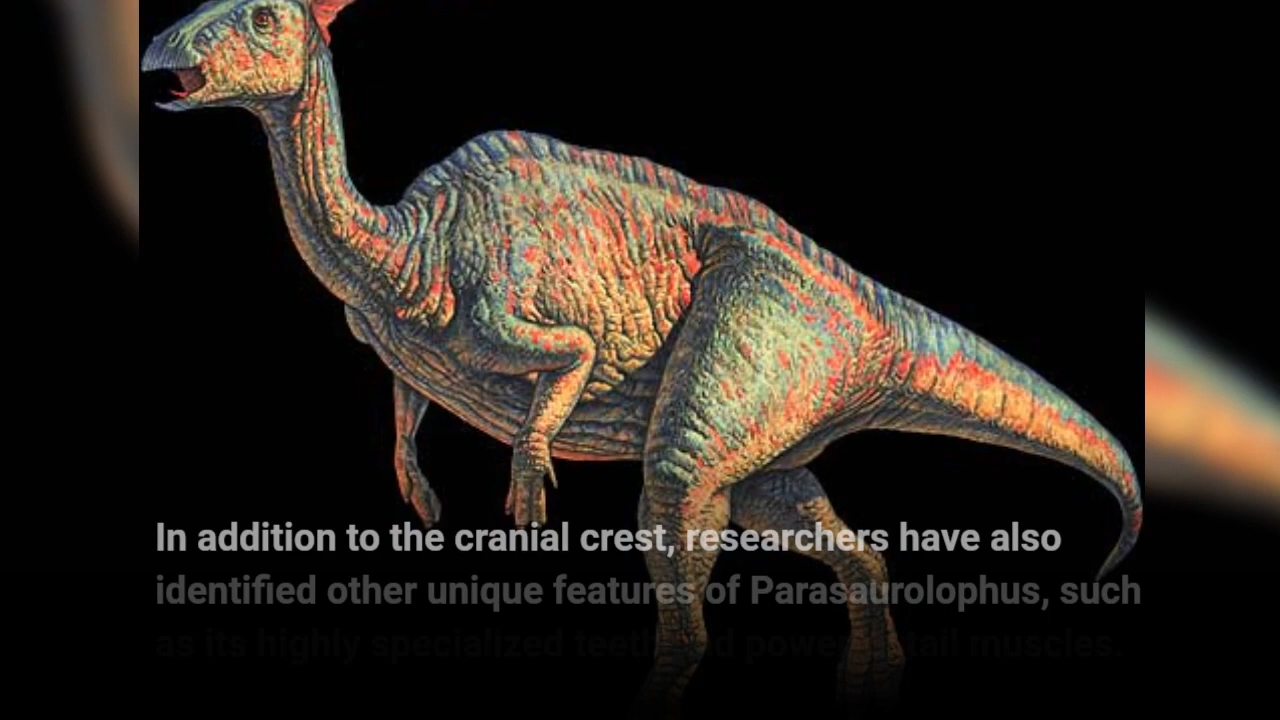 In addition to the cranial crest, researchers have also
identified other unique features of Parasaurolophus, such
as its highly specialized teeth tail muscles.